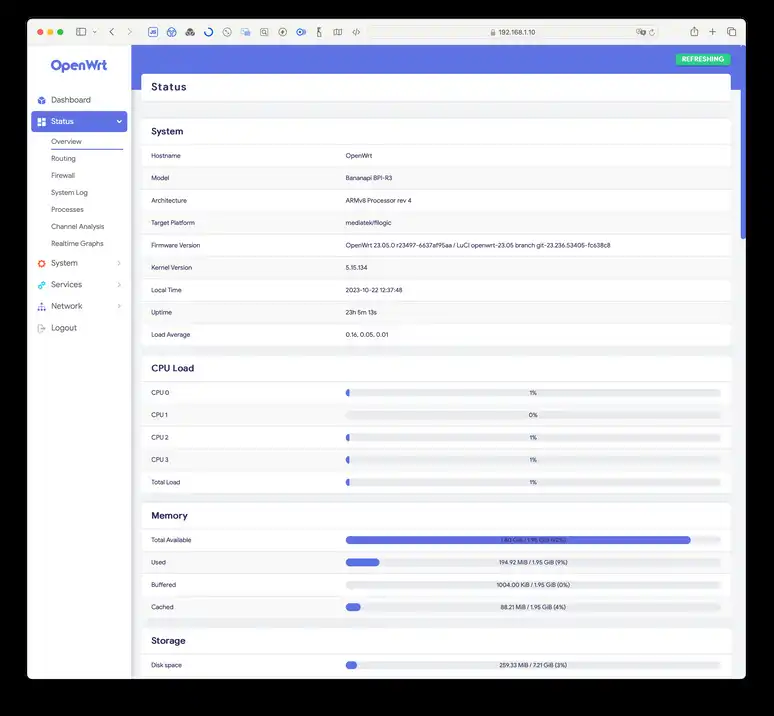 192.168.1.10
OpenWrt
REFRESHING
Dashboard
Status
Overview
Routing
Firewall
System Log
Processes
Channel Analysis
Realtime Graphs
System
Services
Network
Logout
Status
System
Hostname OpenWrt
Model Bananapi BPI-R3
Architecture ARMv8 Processor rev 4
Target Platform mediatek/filogic
Firmware Version OpenWrt 23.05.0 r23497-6637af95aa / LuCI openwrt-23.05 branch git-23.236.53405-fc638c8
Kernel Version 5.15.134
Local Time 2023-10-22 12:37:48
Uptime 23h 5m 13s
Load Average 0.16, 0.05, 0.01
CPU Load
CPU 0 1%
CPU 1 0%
CPU 2 1%
CPU 3 1%
Total Load 1%
Memory
Total Available / 1.95 GiB
Used 194.92 MiB / 1.95 GiB (9%)
Buffered 1004.00 KiB / 1.95 GiB (0%)
Cached 88.21 MiB / 1.95 GiB (4%)
Storage
Disk space 259.33 MiB / 7.21 GiB (3%)